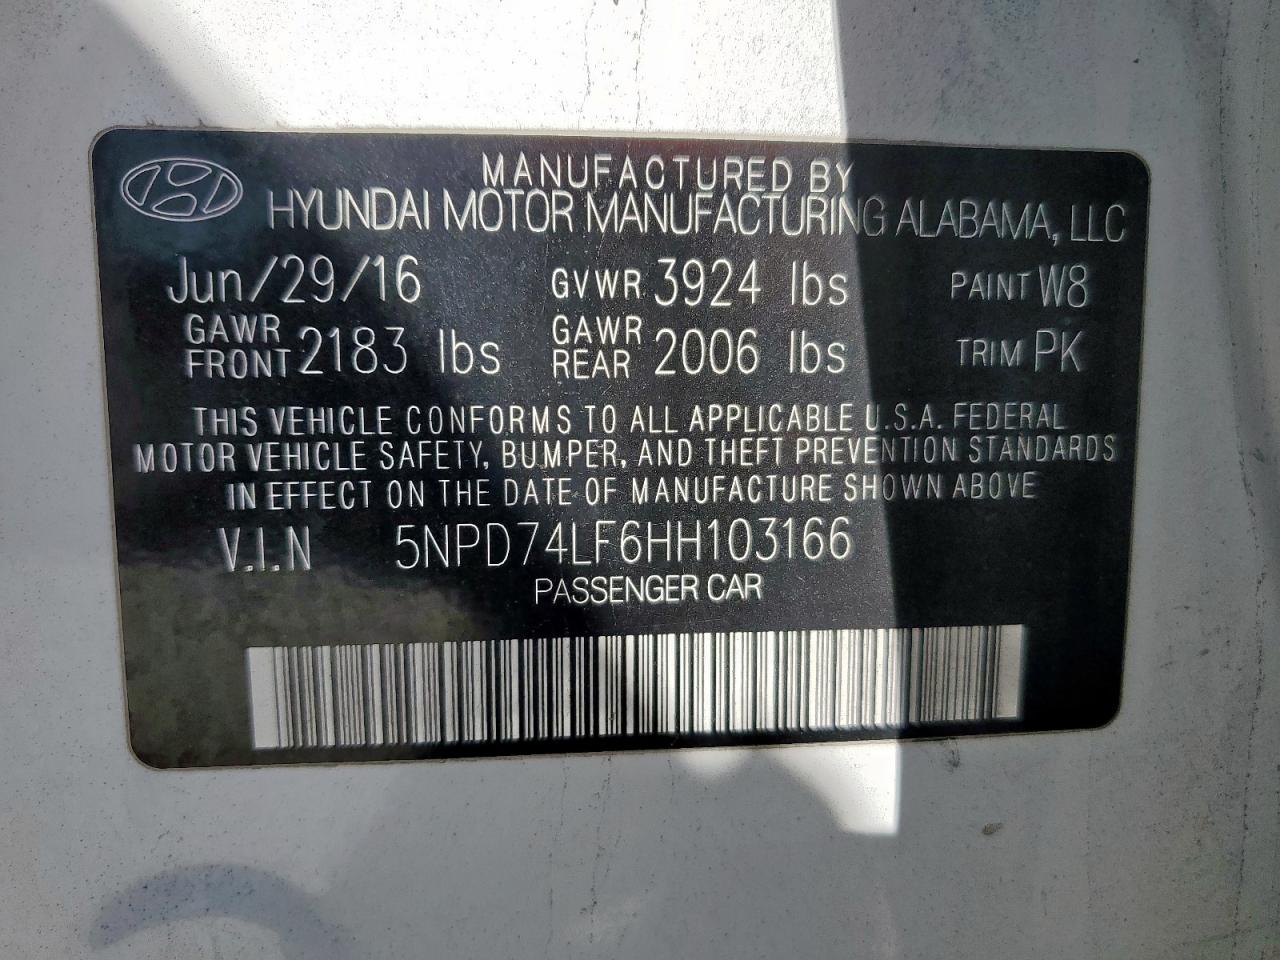 MANUFACTURED BY
HYUNDAI MOTOR MANUFACTURING ALABAMA, LLC
Jun/29/16 GVWR 3924 lbs PAINT W8
GAWR FRONT 2183 lbs GAWR REAR 2006 lbs TRIM PK
THIS VEHICLE CONFORMS TO ALL APPLICABLE U.S.A. FEDERAL
MOTOR VEHICLE SAFETY, BUMPER, AND THEFT PREVENTION STANDARDS
IN EFFECT ON THE DATE OF MANUFACTURE SHOWN ABOVE
V.I.N 5NPD74LF6HH103166
PASSENGER CAR